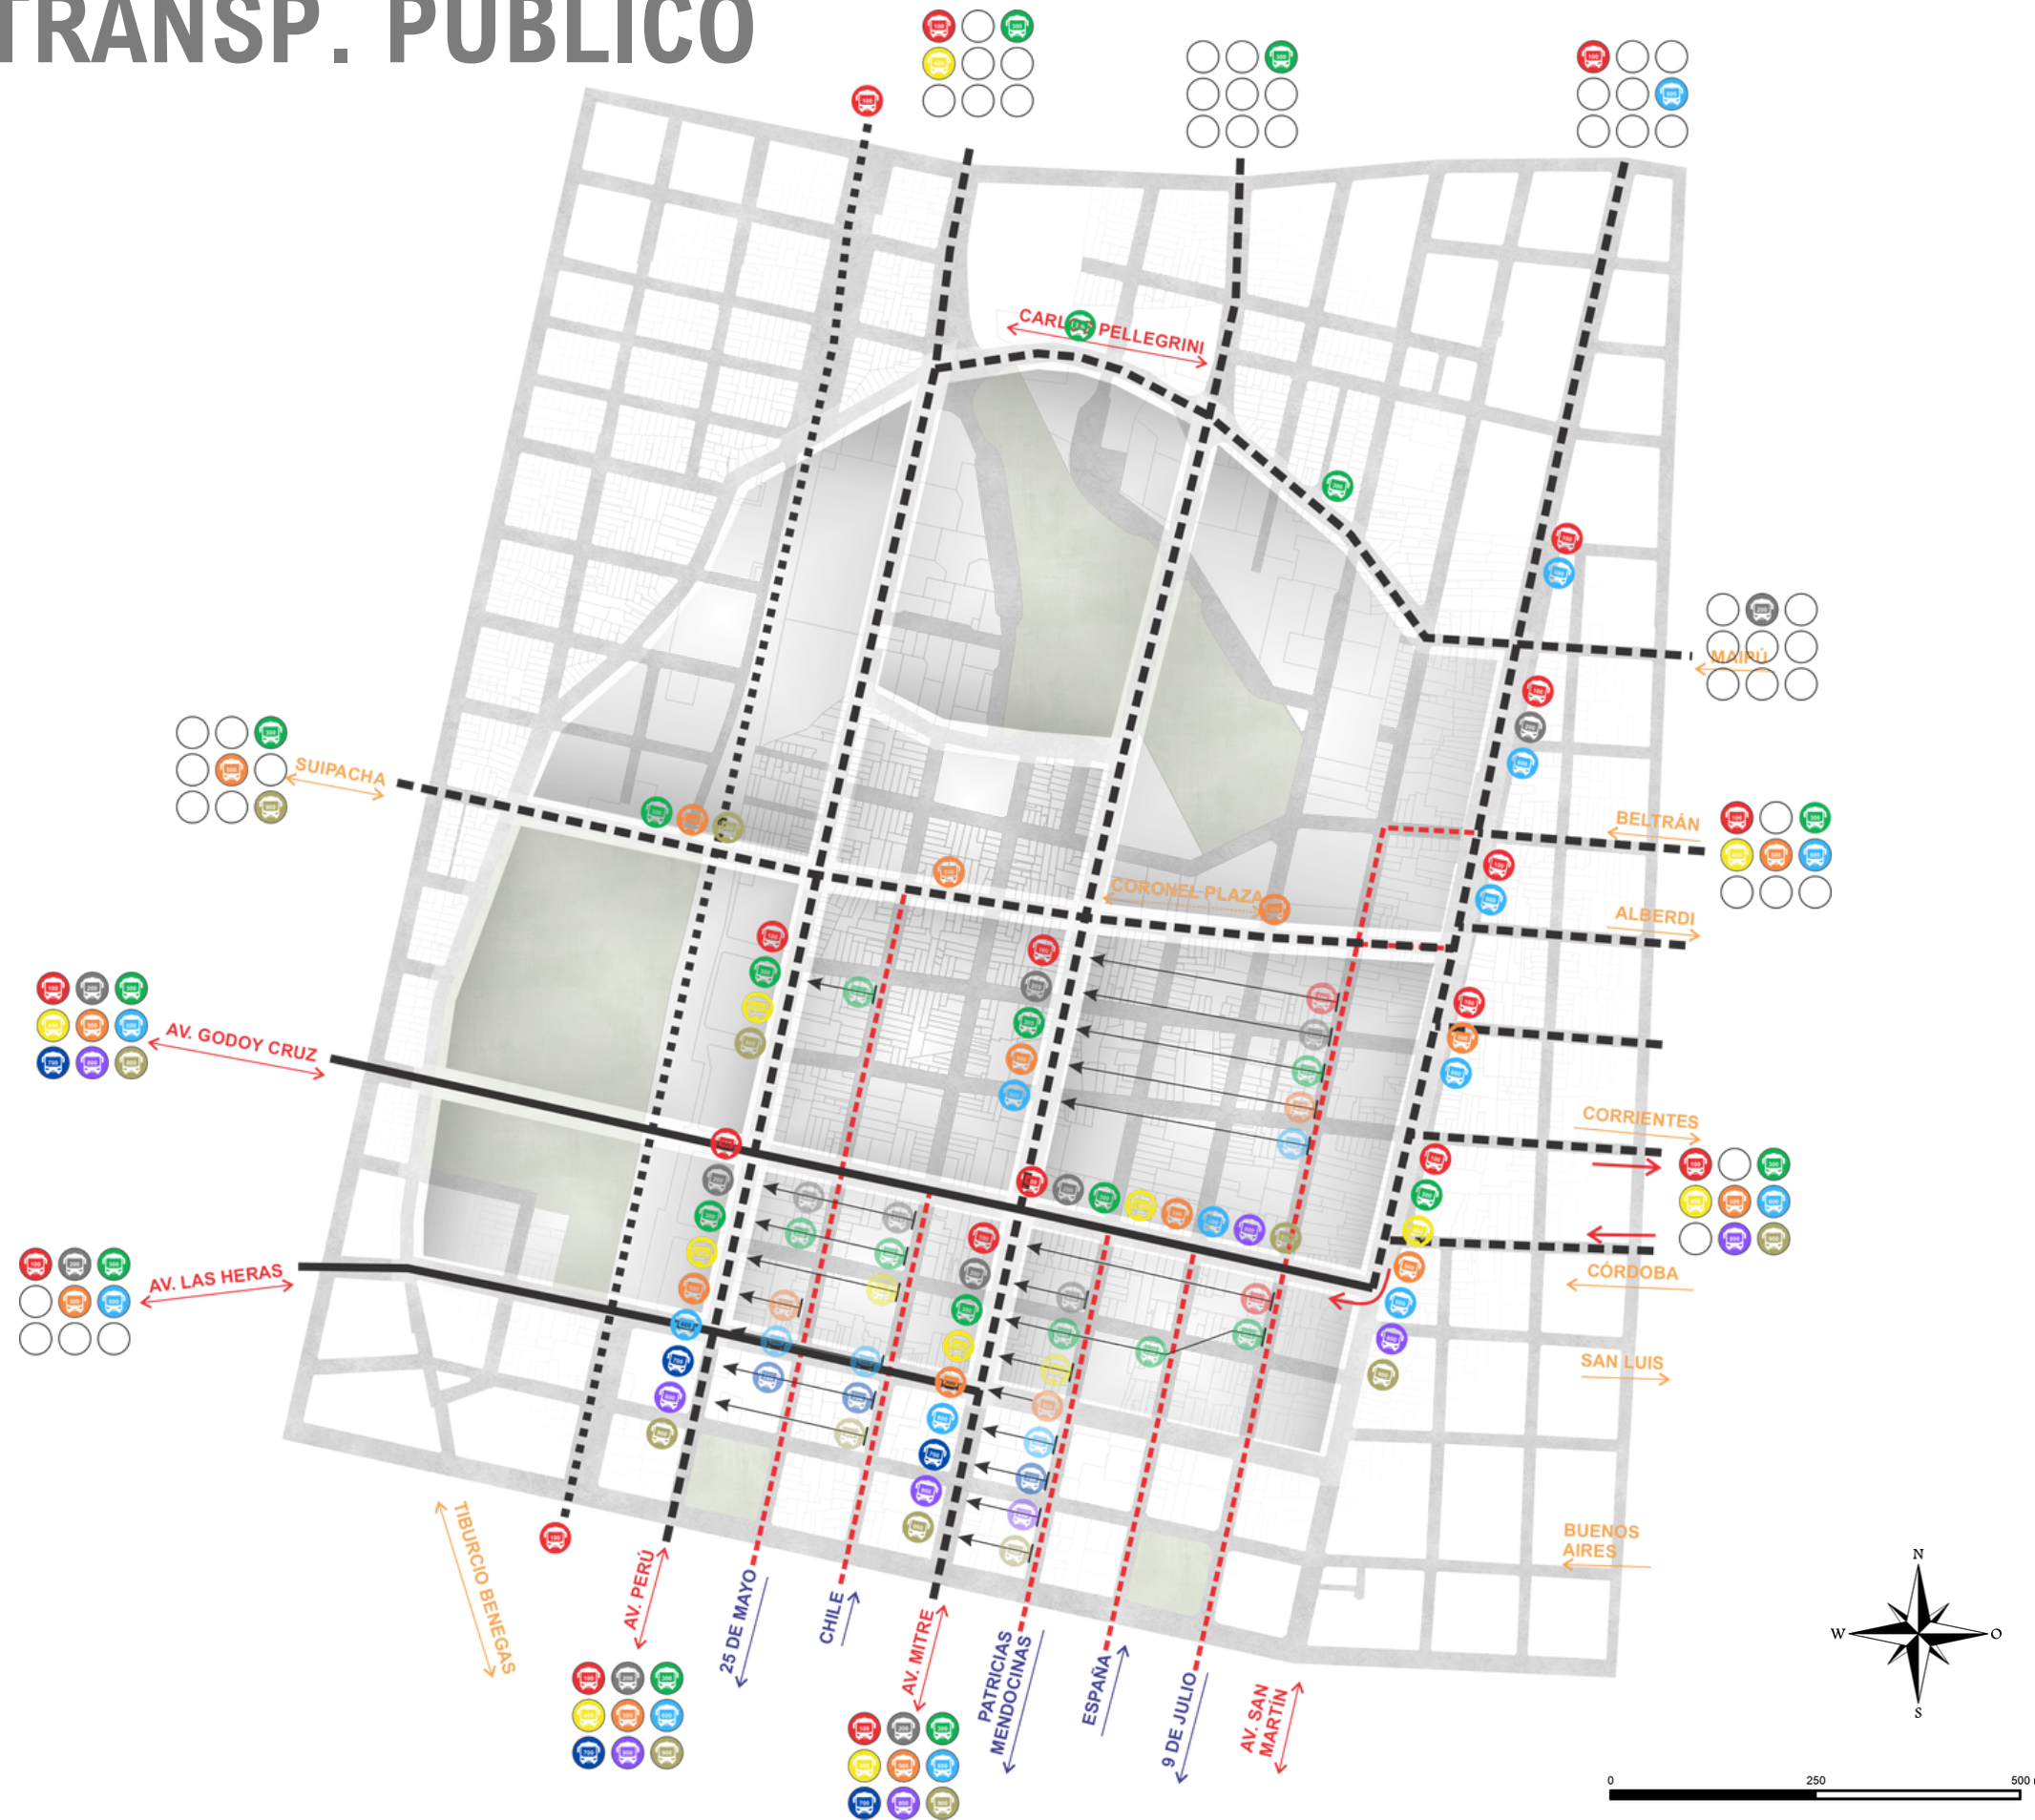 TRANSP. PÚBLICO
CARLOS PELLEGRINI
MAIPÚ
SUIPACHA
BELTRÁN
CORONEL PLAZA
ALBERDI
AV. GODOY CRUZ
CORRIENTES
AV. LAS HERAS
CÓRDOBA
SAN LUIS
TIBURCIO BENEGAS
BUENOS
AIRES
AV. PERÚ
25 DE MAYO
CHILE
AV. MITRE
PATRICIAS
MENDOCINAS
ESPAÑA
9 DE JULIO
AV. SAN
MARTÍN
N
W
O
S
0
250
500